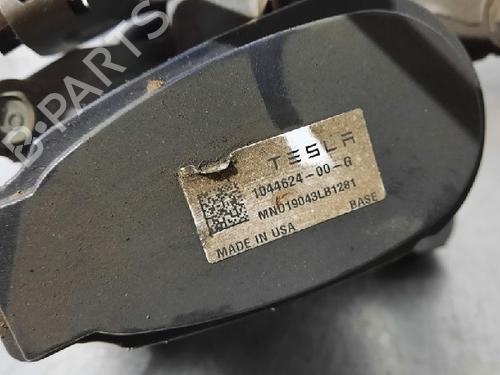 B-PARTS
TESLA
1044624-00-G
MN019043LB1281
MADE IN USA
BASE